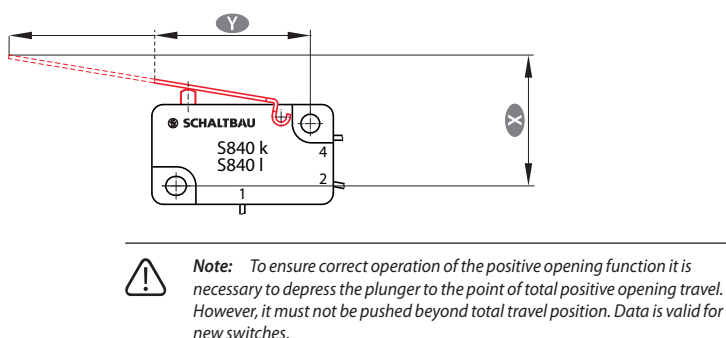 Y
X
SCHALTBAU
S840 k
S840 l
4
2
1
Note: To ensure correct operation of the positive opening function it is
necessary to depress the plunger to the point of total positive opening travel.
However, it must not be pushed beyond total travel position. Data is valid for
new switches.